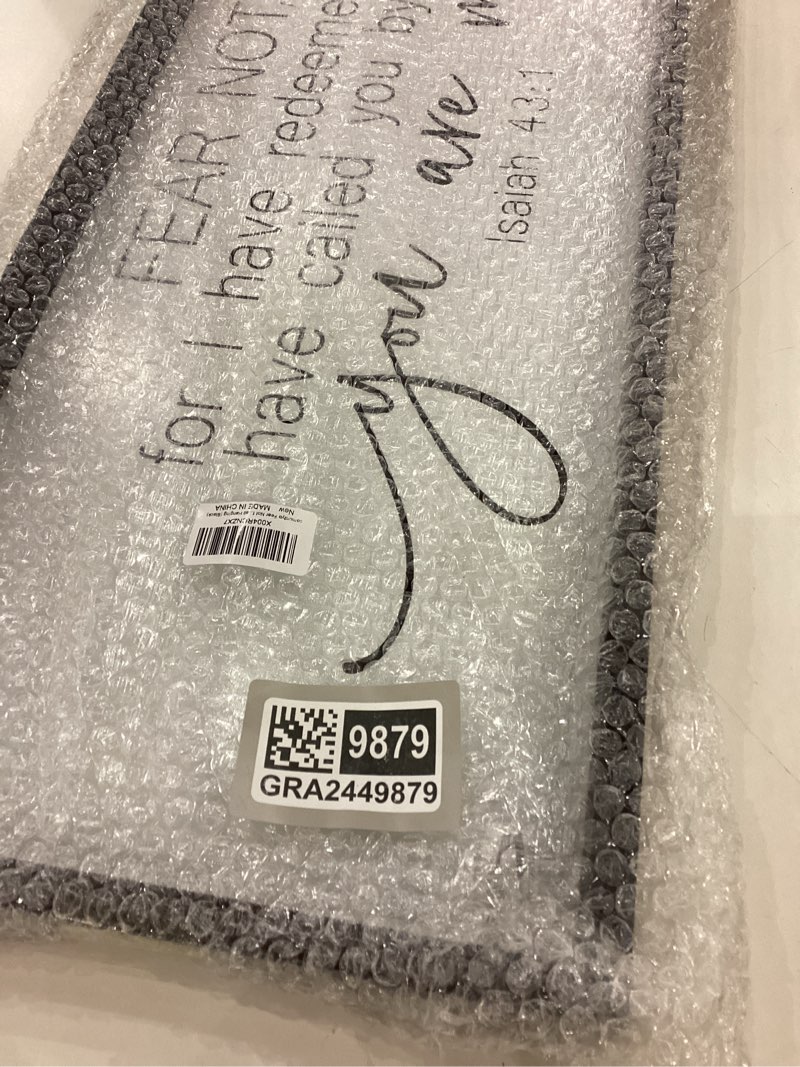 FEAR NOT,
for I have redeeme
have called you by
you are
Isaiah 43:1
New MADE IN CHINA
9879
GRA2449879